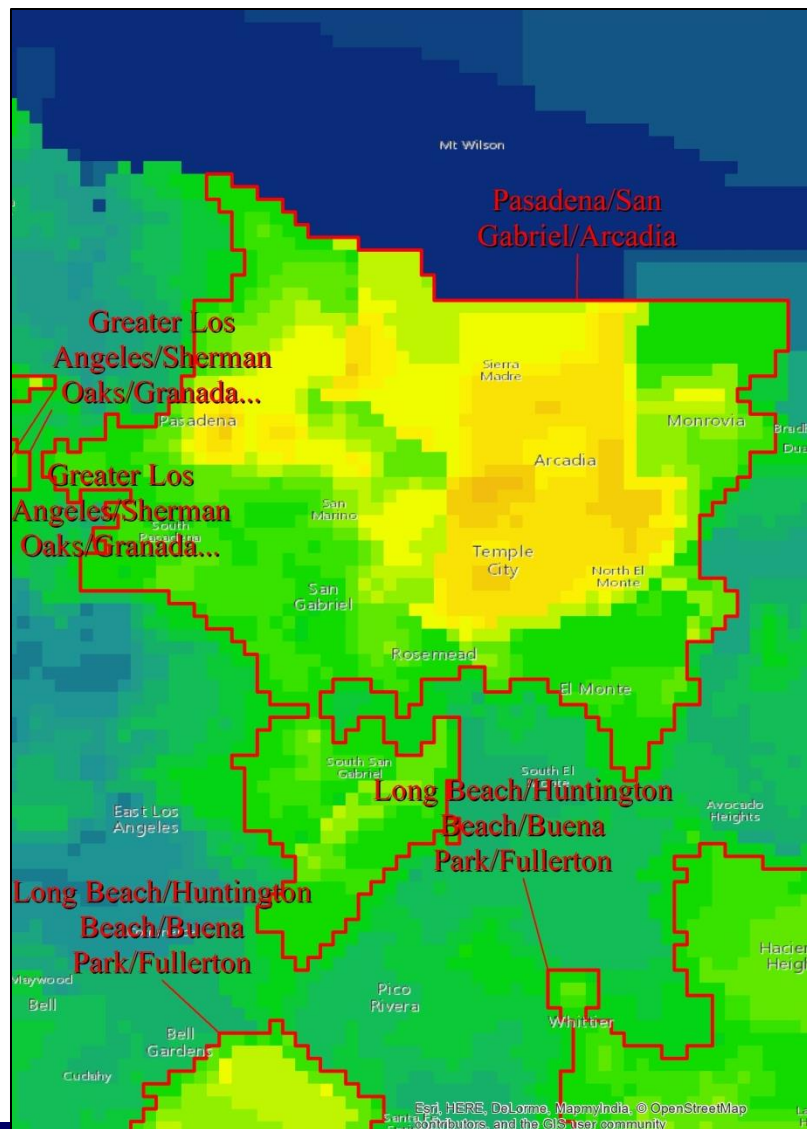 Mt Wilson
Pasadena/San
Gabriel/Arcadia
Greater Los
Angeles/Sherman
Oaks/Granada...
Sierra
Madre
Pasadena
Monrovia
Arcadia
Greater Los
Angeles/Sherman
Oaks/Granada...
San
Marino
South
Pasadena
Temple
City
North El
Monte
San
Gabriel
Rosemead
El Monte
South San
Gabriel
South El
Monte
Long Beach/Huntington
Beach/Buena
Park/Fullerton
Avocado
Heights
East Los
Angeles
Long Beach/Huntington
Beach/Buena
Park/Fullerton
Maywood
Bell
Pico
Rivera
Whittier
Bell
Gardens
Cudahy
Esri, HERE, DeLorme, MapmyIndia, © OpenStreetMap
contributors, and the GIS user community